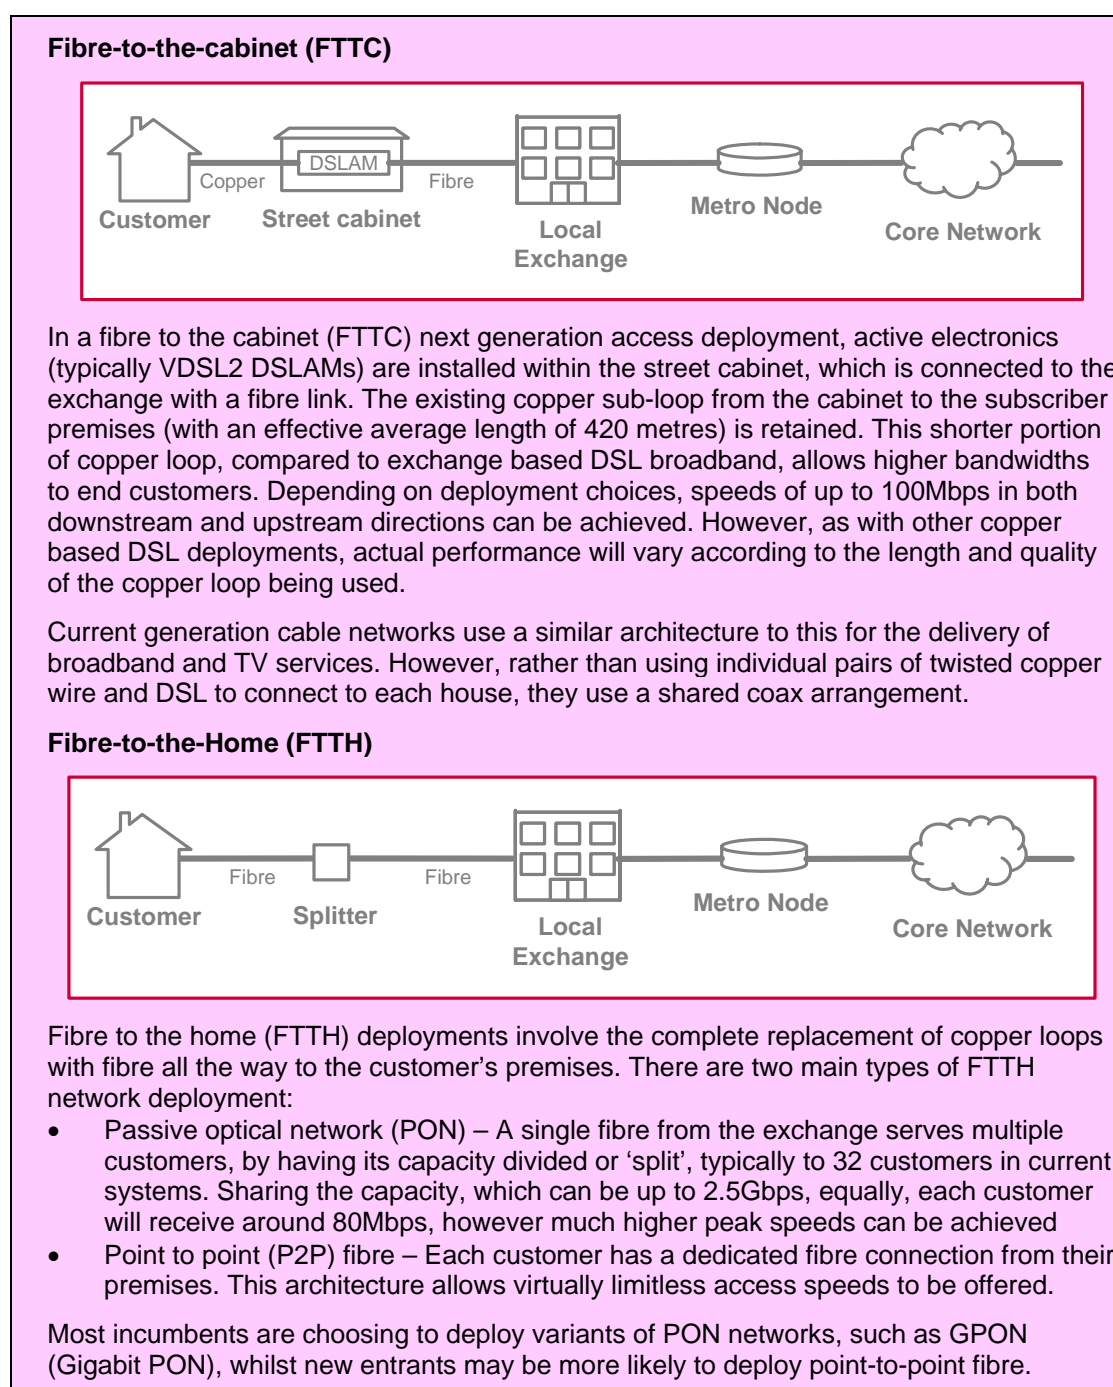 Fibre-to-the-cabinet (FTTC)
DSLAM
Copper
Fibre
Customer
Street cabinet
Local
Exchange
Metro Node
Core Network
In a fibre to the cabinet (FTTC) next generation access deployment, active electronics
(typically VDSL2 DSLAMs) are installed within the street cabinet, which is connected to the
exchange with a fibre link. The existing copper sub-loop from the cabinet to the subscriber
premises (with an effective average length of 420 metres) is retained. This shorter portion
of copper loop, compared to exchange based DSL broadband, allows higher bandwidths
to end customers. Depending on deployment choices, speeds of up to 100Mbps in both
downstream and upstream directions can be achieved. However, as with other copper
based DSL deployments, actual performance will vary according to the length and quality
of the copper loop being used.
Current generation cable networks use a similar architecture to this for the delivery of
broadband and TV services. However, rather than using individual pairs of twisted copper
wire and DSL to connect to each house, they use a shared coax arrangement.
Fibre-to-the-Home (FTTH)
Fibre
Fibre
Customer
Splitter
Local
Exchange
Metro Node
Core Network
Fibre to the home (FTTH) deployments involve the complete replacement of copper loops
with fibre all the way to the customer's premises. There are two main types of FTTH
network deployment:
• Passive optical network (PON) – A single fibre from the exchange serves multiple
customers, by having its capacity divided or 'split', typically to 32 customers in current
systems. Sharing the capacity, which can be up to 2.5Gbps, equally, each customer
will receive around 80Mbps, however much higher peak speeds can be achieved
• Point to point (P2P) fibre – Each customer has a dedicated fibre connection from their
premises. This architecture allows virtually limitless access speeds to be offered.
Most incumbents are choosing to deploy variants of PON networks, such as GPON
(Gigabit PON), whilst new entrants may be more likely to deploy point-to-point fibre.